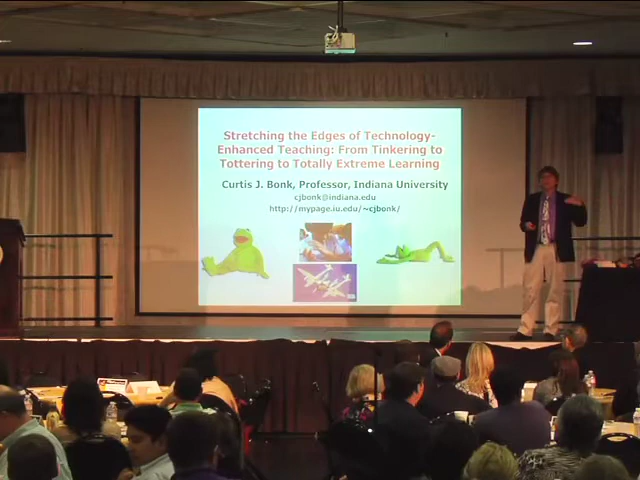 Stretching the Edges of Technology-
Enhanced Teaching: From Tinkering to
Tottering to Totally Extreme Learning
Curtis J. Bonk, Professor, Indiana University
cjbonk@indiana.edu
http://mypage.iu.edu/~cjbonk/